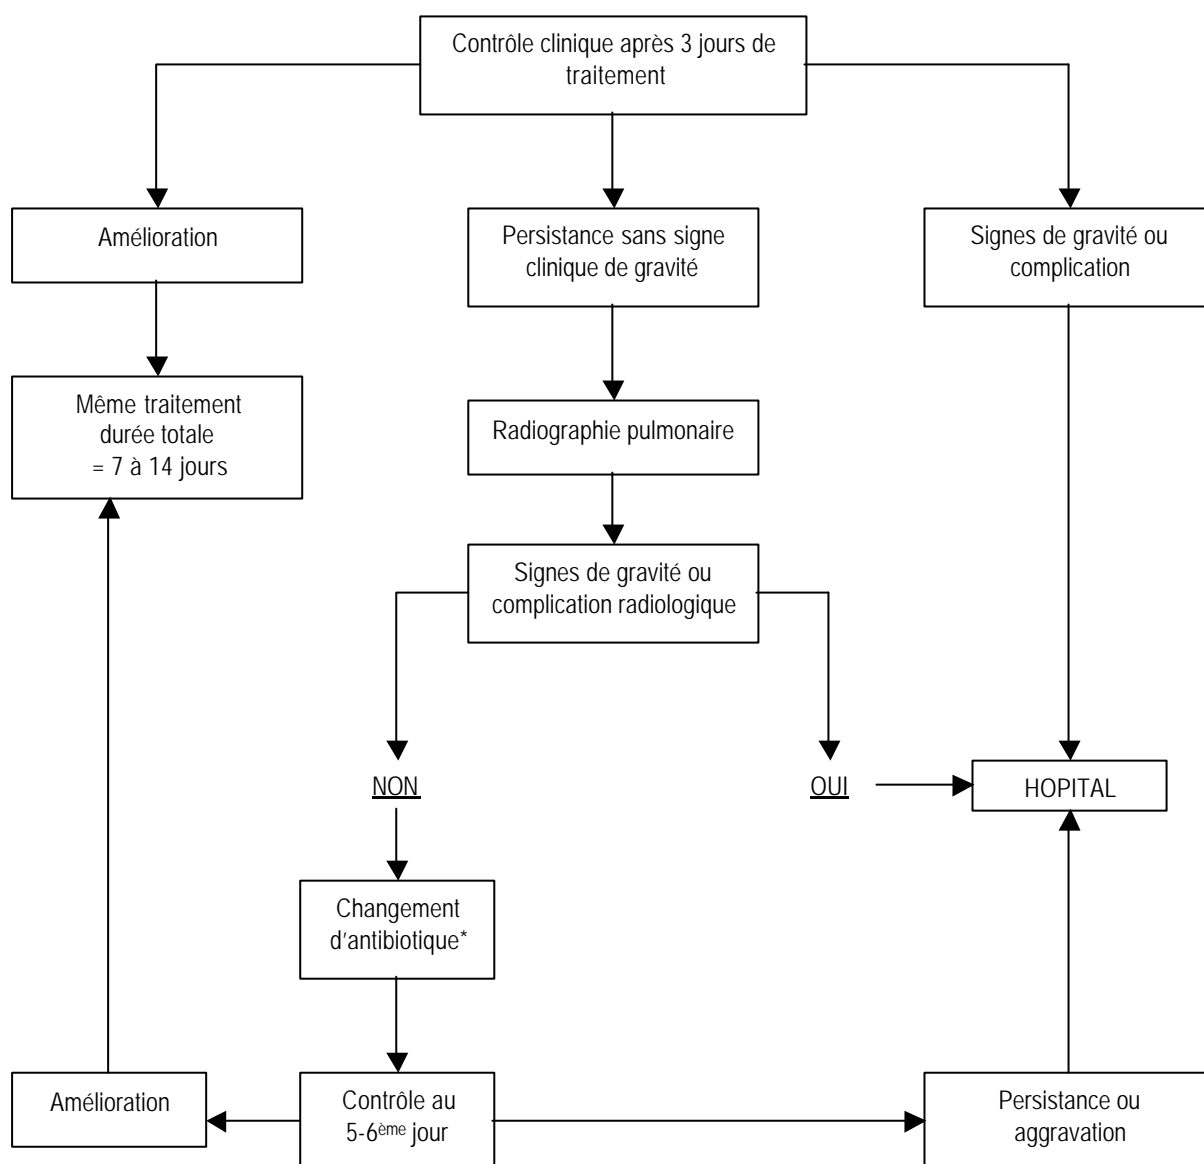 Contrôle clinique après 3 jours de
traitement
Amélioration
Persistance sans signe
clinique de gravité
Signes de gravité ou
complication
Même traitement
durée totale
= 7 à 14 jours
Radiographie pulmonaire
Signes de gravité ou
complication radiologique
NON
OUI
HOPITAL
Changement
d'antibiotique*
Amélioration
Contrôle au
5-6ème jour
Persistance ou
aggravation